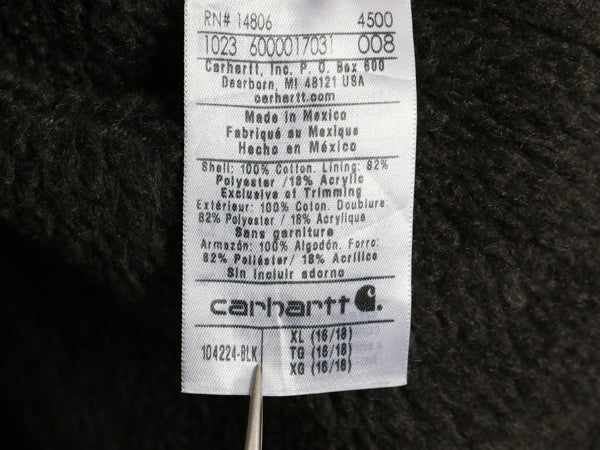 RN# 14806 4500
1023 6000017031 008
Carhartt, Inc. P. O. Box 600
Dearborn, MI 48121 USA
carhartt.com
Made in Mexico
Fabriqué au Mexique
Hecho en México
Shell: 100% Cotton. Lining: 82%
Polyester /18% Acrylic
Exclusive of Trimming
Extérieur: 100% Coton. Doublure:
82% Polyester / 18% Acrylique
Sans garniture
Armazón: 100% Algodón. Forro:
82% Poliéster/ 18% Acrílico
Sin incluir adorno
carhartt
104224-BLK
XL (16/18)
TG (16/18)
XG (16/18)